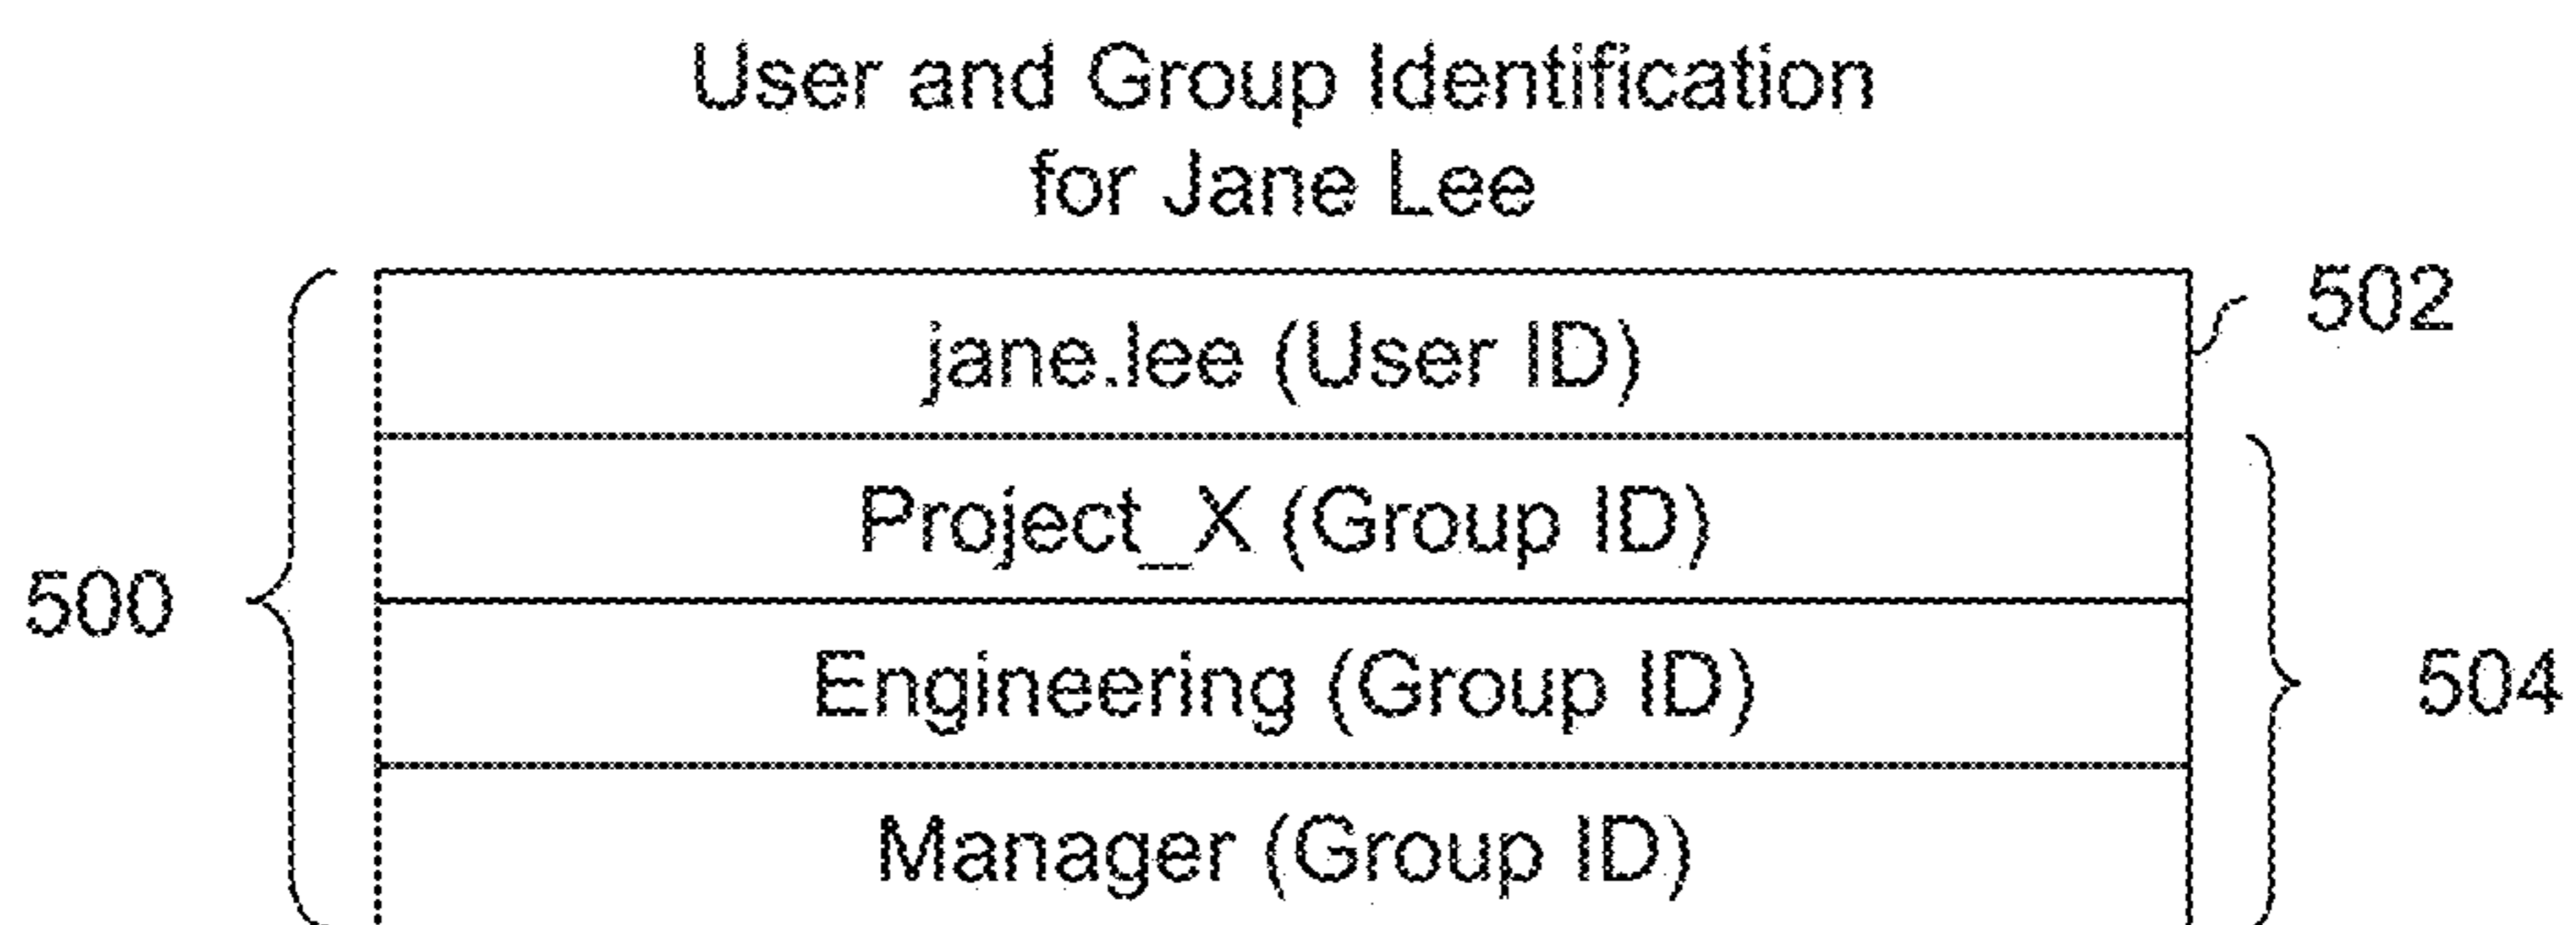 User and Group Identification
for Jane Lee
502
jane.lee (User ID)
Project_X (Group ID)
500
Engineering (Group ID)
504
Manager (Group ID)